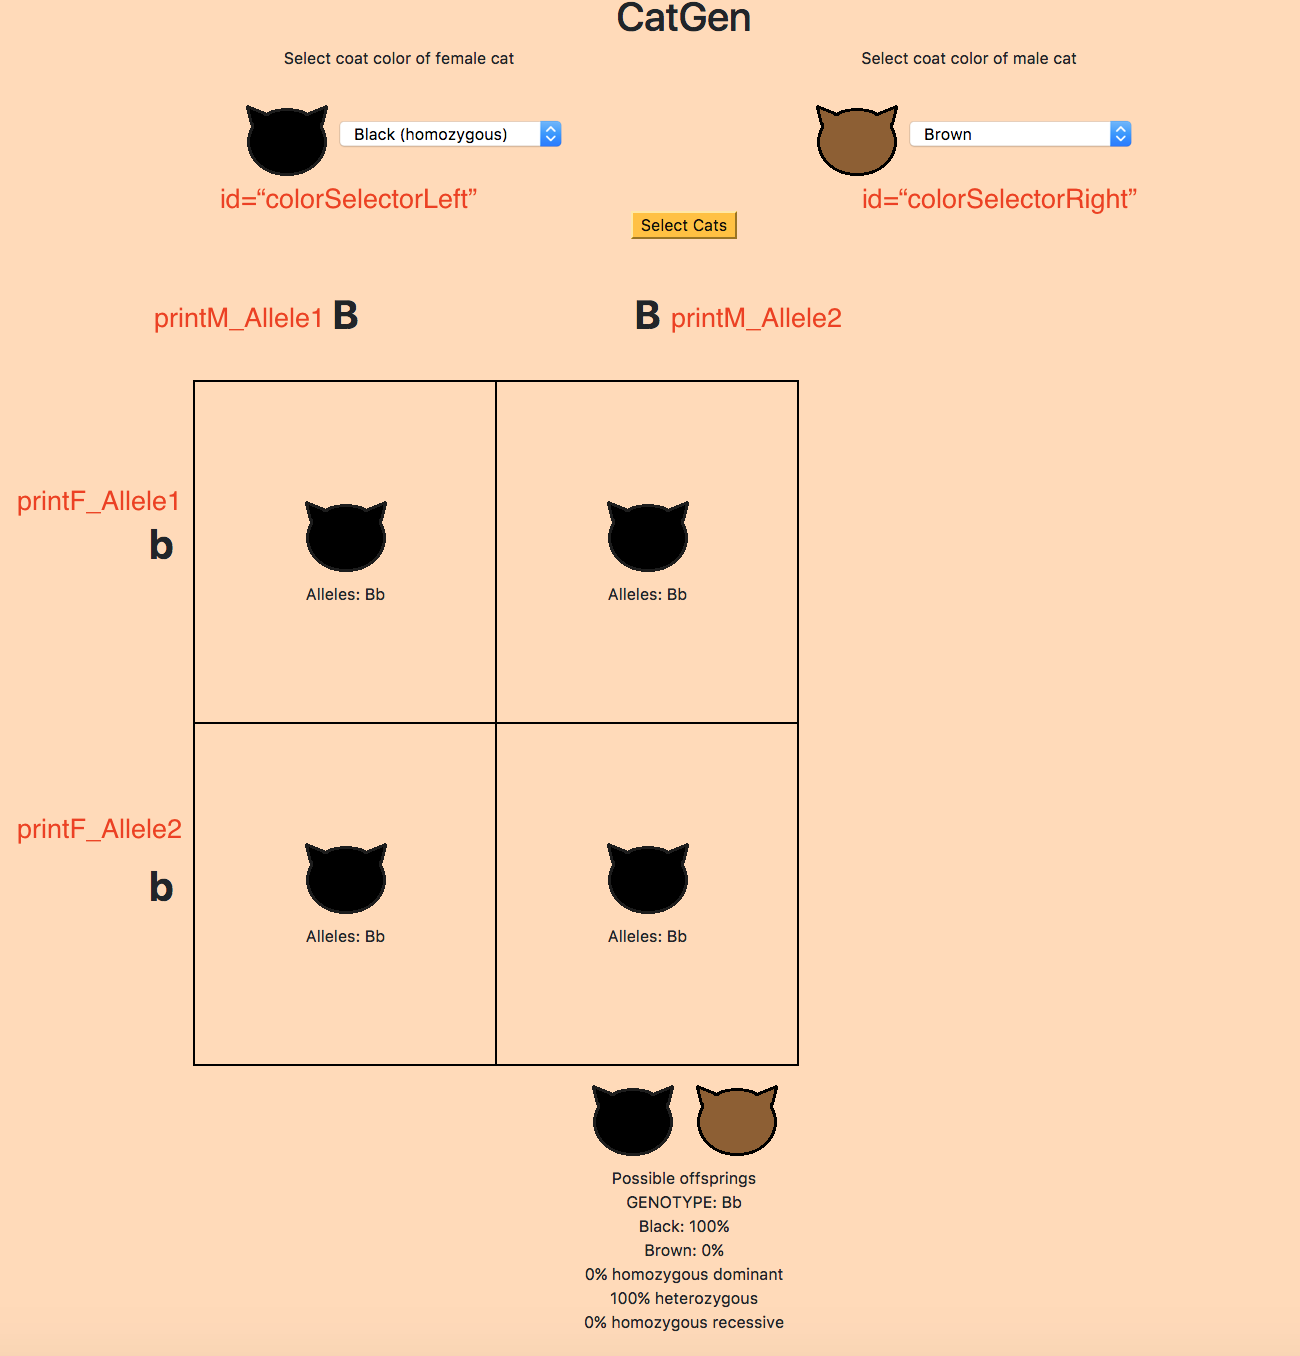 CatGen
Select coat color of female cat
Select coat color of male cat
Black (homozygous)
Brown
id=“colorSelectorLeft”
id=“colorSelectorRight”
Select Cats
printM_Allele1 B
B printM_Allele2
printF_Allele1
b
Alleles: Bb
Alleles: Bb
printF_Allele2
b
Alleles: Bb
Alleles: Bb
Possible offsprings
GENOTYPE: Bb
Black: 100%
Brown: 0%
0% homozygous dominant
100% heterozygous
0% homozygous recessive